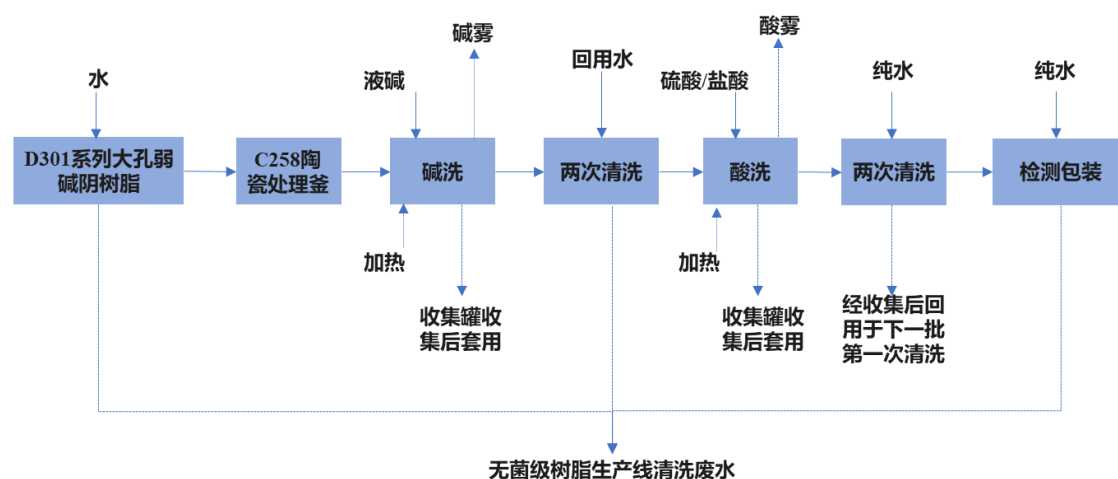 碱雾
酸雾
水
液碱
回用水
硫酸/盐酸
纯水
纯水
D301系列大孔弱
碱阴树脂
C258陶
瓷处理釜
碱洗
两次清洗
酸洗
两次清洗
检测包装
加热
加热
收集罐收
集后套用
收集罐收
集后套用
经收集后回
用于下一批
第一次清洗
无菌级树脂生产线清洗废水